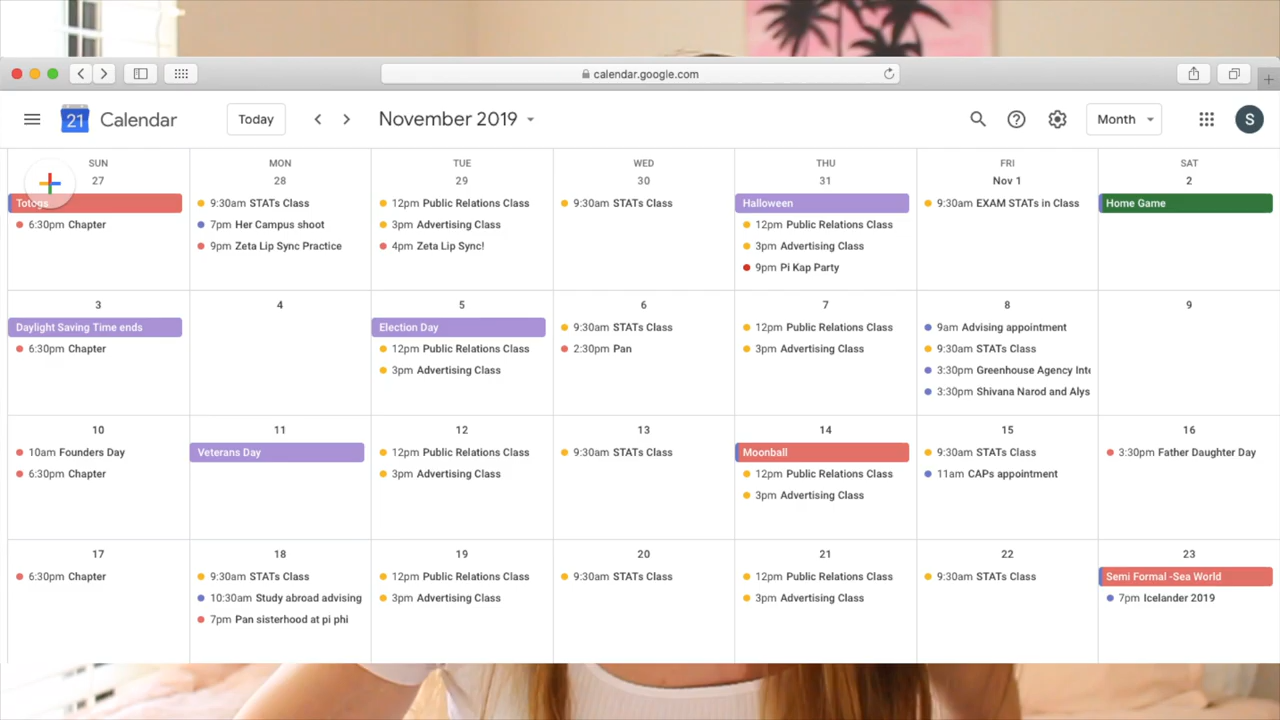 calendar.google.com
21 Calendar Today November 2019 Month S
SUN MON TUE WED THU FRI SAT
27 28 29 30 31 Nov 1 2
6:30pm Chapter
9:30am STATs Class
7pm Her Campus shoot
9pm Zeta Lip Sync Practice
12pm Public Relations Class
3pm Advertising Class
4pm Zeta Lip Sync!
9:30am STATs Class
Halloween
12pm Public Relations Class
3pm Advertising Class
9pm Pi Kap Party
9:30am EXAM STATs in Class
Home Game
3 4 5 6 7 8 9
Daylight Saving Time ends
6:30pm Chapter
Election Day
12pm Public Relations Class
3pm Advertising Class
9:30am STATs Class
2:30pm Pan
12pm Public Relations Class
3pm Advertising Class
9am Advising appointment
9:30am STATs Class
3:30pm Greenhouse Agency Inte
3:30pm Shivana Narod and Alys
10 11 12 13 14 15 16
10am Founders Day
6:30pm Chapter
Veterans Day
12pm Public Relations Class
3pm Advertising Class
9:30am STATs Class
Moonball
12pm Public Relations Class
3pm Advertising Class
9:30am STATs Class
11am CAPs appointment
3:30pm Father Daughter Day
17 18 19 20 21 22 23
6:30pm Chapter
9:30am STATs Class
10:30am Study abroad advising
7pm Pan sisterhood at pi phi
12pm Public Relations Class
3pm Advertising Class
9:30am STATs Class
12pm Public Relations Class
3pm Advertising Class
9:30am STATs Class
Semi Formal -Sea World
7pm Icelander 2019